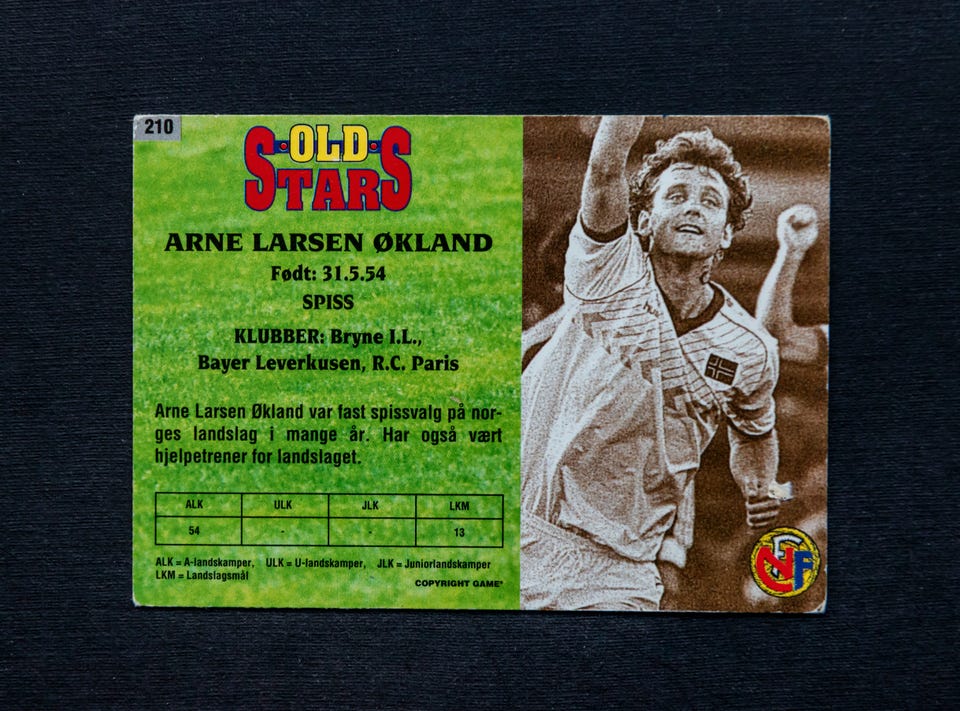 210
·OLD·
STARS
ARNE LARSEN ØKLAND
Født: 31.5.54
SPISS
KLUBBER: Bryne I.L.,
Bayer Leverkusen, R.C. Paris
Arne Larsen Økland var fast spissvalg på nor-
ges landslag i mange år. Har også vært
hjelpetrener for landslaget.
ALK ULK JLK LKM
54 - - 13
ALK = A-landskamper, ULK = U-landskamper, JLK = Juniorlandskamper
LKM = Landslagsmål
COPYRIGHT GAME'
NFF